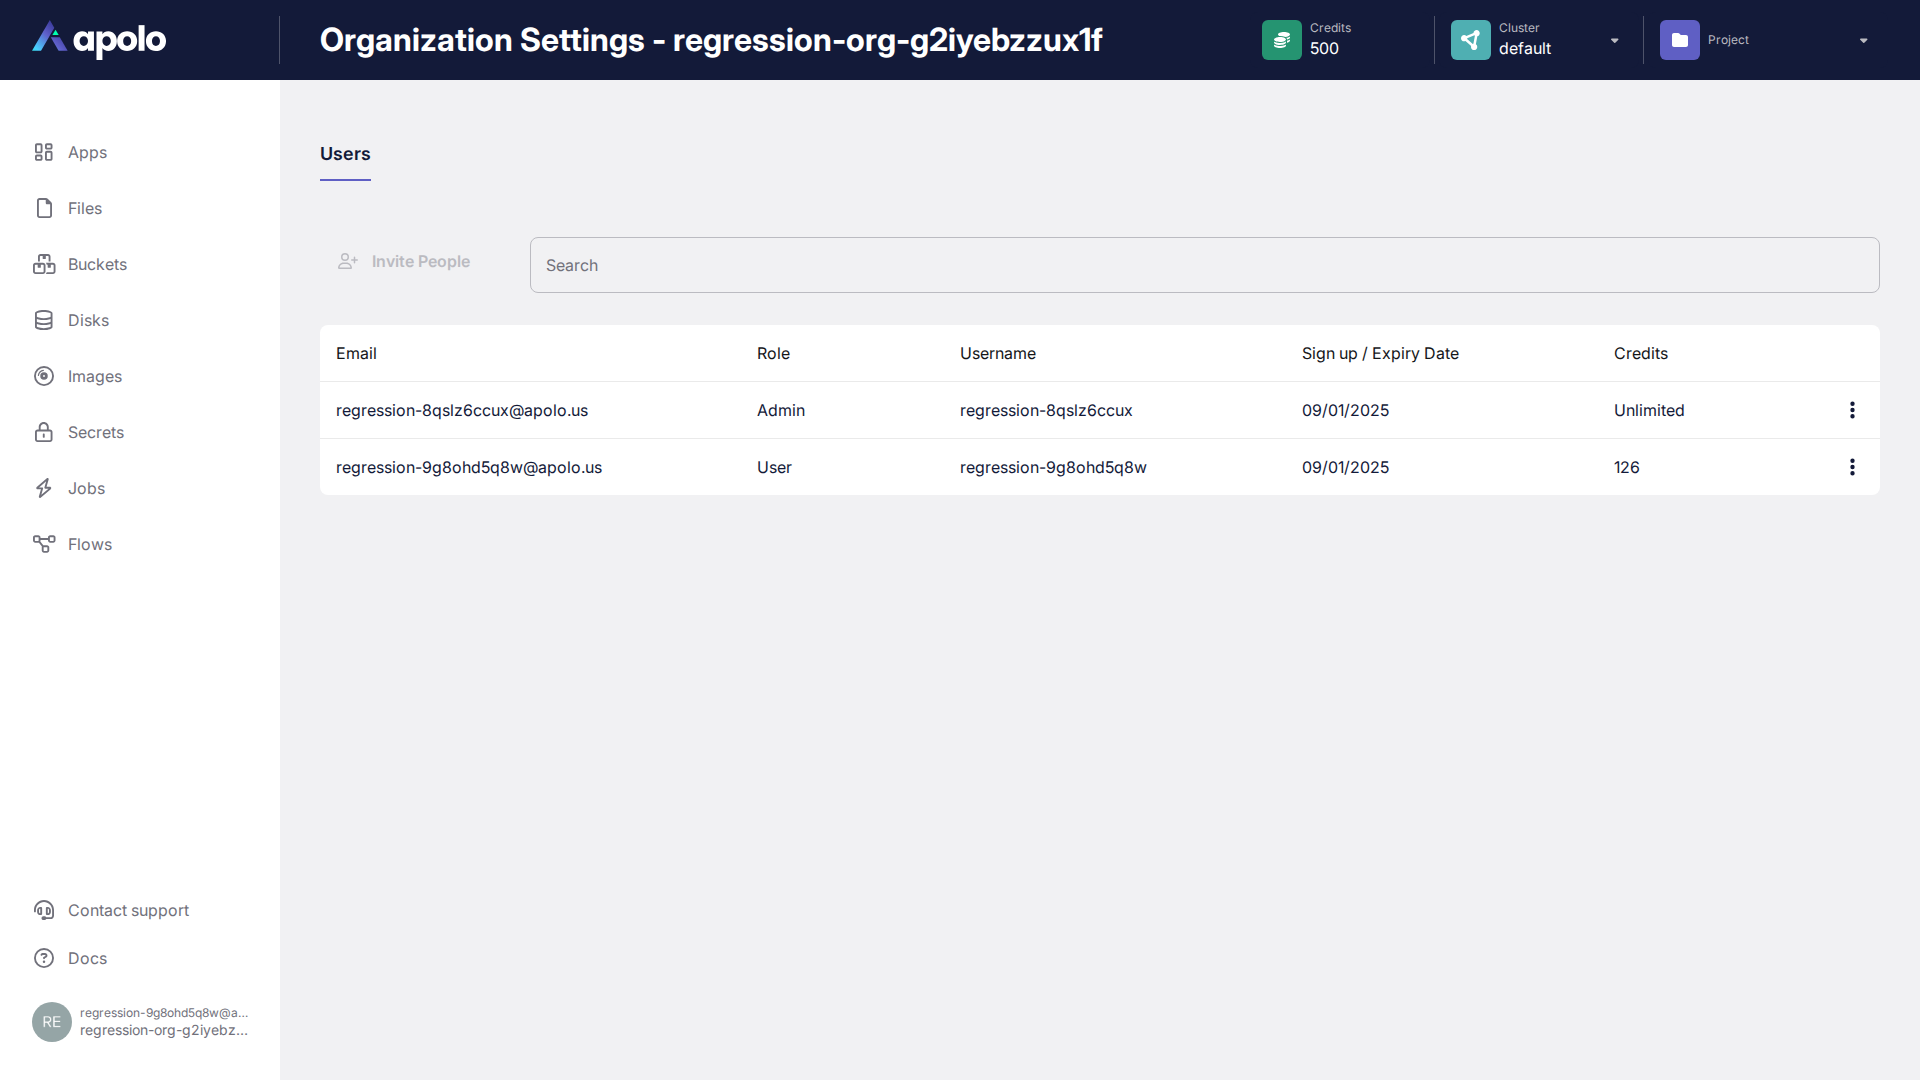 apolo
Organization Settings - regression-org-g2iyebzzux1f
Credits
500
Cluster
default
Project
Apps
Files
Buckets
Disks
Images
Secrets
Jobs
Flows
Users
Invite People
Search
Email Role Username Sign up / Expiry Date Credits
regression-8qslz6ccux@apolo.us Admin regression-8qslz6ccux 09/01/2025 Unlimited
regression-9g8ohd5q8w@apolo.us User regression-9g8ohd5q8w 09/01/2025 126
Contact support
Docs
RE
regression-9g8ohd5q8w@a...
regression-org-g2iyebz...